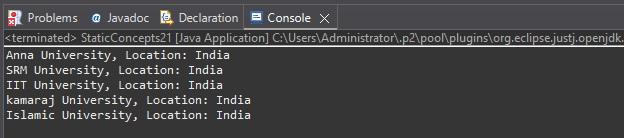 Problems @ Javadoc Declaration Console
<terminated> StaticConcepts21 [Java Application] C:\Users\Administrator\.p2\pool\plugins\org.eclipse.justj.openjdk.
Anna University, Location: India
SRM University, Location: India
IIT University, Location: India
kamaraj University, Location: India
Islamic University, Location: India